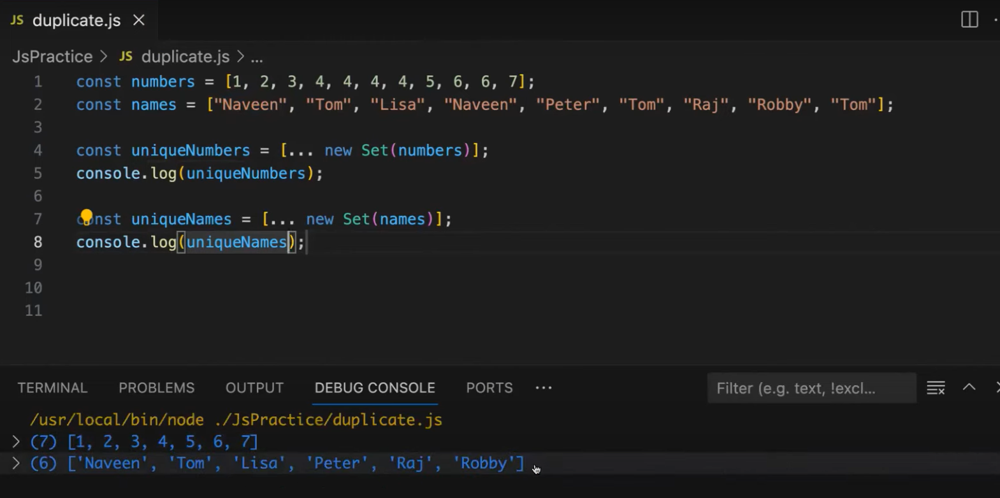 JS duplicate.js
JsPractice > JS duplicate.js > ...
1 const numbers = [1, 2, 3, 4, 4, 4, 4, 5, 6, 6, 7];
2 const names = ["Naveen", "Tom", "Lisa", "Naveen", "Peter", "Tom", "Raj", "Robby", "Tom"];
3
4 const uniqueNumbers = [... new Set(numbers)];
5 console.log(uniqueNumbers);
6
7 const uniqueNames = [... new Set(names)];
8 console.log(uniqueNames);
9
10
11
TERMINAL PROBLEMS OUTPUT DEBUG CONSOLE PORTS ... Filter (e.g. text, !excl...
/usr/local/bin/node ./JsPractice/duplicate.js
> (7) [1, 2, 3, 4, 5, 6, 7]
> (6) ['Naveen', 'Tom', 'Lisa', 'Peter', 'Raj', 'Robby']